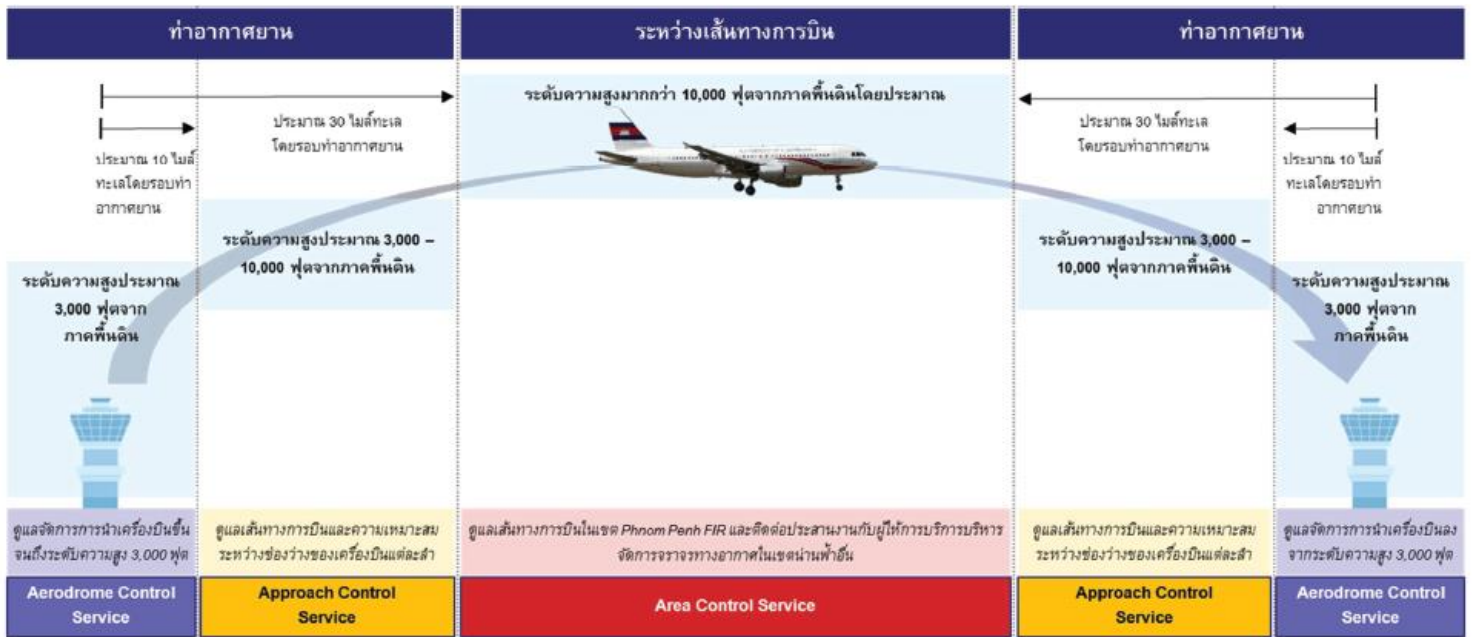 ท่าอากาศยาน
ระหว่างเส้นทางการบิน
ท่าอากาศยาน
ประมาณ 30 ไมล์ทะเล
โดยรอบท่าอากาศยาน
ประมาณ 10 ไมล์
ทะเลโดยรอบท่า
อากาศยาน
ระดับความสูงมากกว่า 10,000 ฟุตจากภาคพื้นดินโดยประมาณ
ประมาณ 30 ไมล์ทะเล
โดยรอบท่าอากาศยาน
ประมาณ 10 ไมล์
ทะเลโดยรอบท่า
อากาศยาน
ระดับความสูงประมาณ
3,000 ฟุตจาก
ภาคพื้นดิน
ระดับความสูงประมาณ 3,000 –
10,000 ฟุตจากภาคพื้นดิน
ระดับความสูงประมาณ 3,000 –
10,000 ฟุตจากภาคพื้นดิน
ระดับความสูงประมาณ
3,000 ฟุตจาก
ภาคพื้นดิน
ดูแลจัดการการนำเครื่องบินขึ้น
จนถึงระดับความสูง 3,000 ฟุต
ดูแลเส้นทางการบินและความเหมาะสม
ระหว่างช่องว่างของเครื่องบินแต่ละลำ
ดูแลเส้นทางการบินในเขต Phnom Penh FIR และติดต่อประสานงานกับผู้ให้การบริการบริหาร
จัดการจราจรทางอากาศในเขตน่านฟ้าอื่น
ดูแลเส้นทางการบินและความเหมาะสม
ระหว่างช่องว่างของเครื่องบินแต่ละลำ
ดูแลจัดการการนำเครื่องบินลง
จากระดับความสูง 3,000 ฟุต
Aerodrome Control
Service
Approach Control
Service
Area Control Service
Approach Control
Service
Aerodrome Control
Service